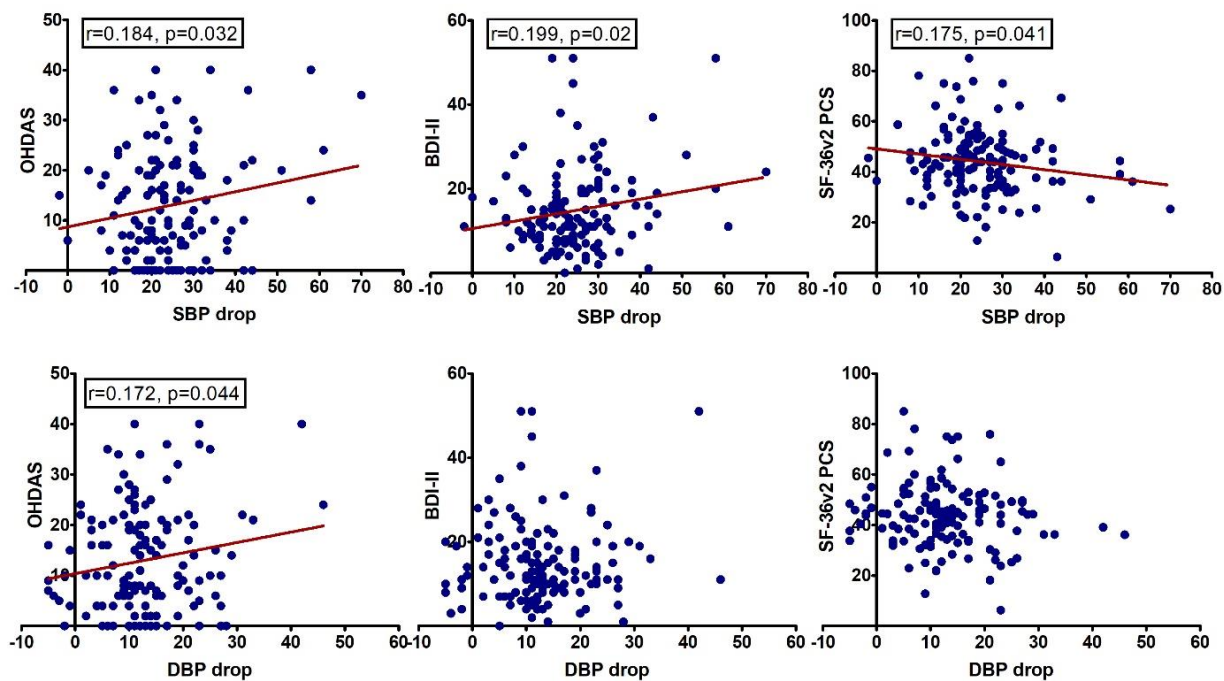 r=0.184, p=0.032
OHDAS
50
40
30
20
10
-10 0 10 20 30 40 50 60 70 80
SBP drop
r=0.199, p=0.02
BDI-II
60
40
20
-10 0 10 20 30 40 50 60 70 80
SBP drop
r=0.175, p=0.041
SF-36v2 PCS
100
80
60
40
20
-10 0 10 20 30 40 50 60 70 80
SBP drop
r=0.172, p=0.044
OHDAS
50
40
30
20
10
-10 0 10 20 30 40 50 60
DBP drop
BDI-II
60
40
20
-10 0 10 20 30 40 50 60
DBP drop
SF-36v2 PCS
100
80
60
40
20
-10 0 10 20 30 40 50 60
DBP drop